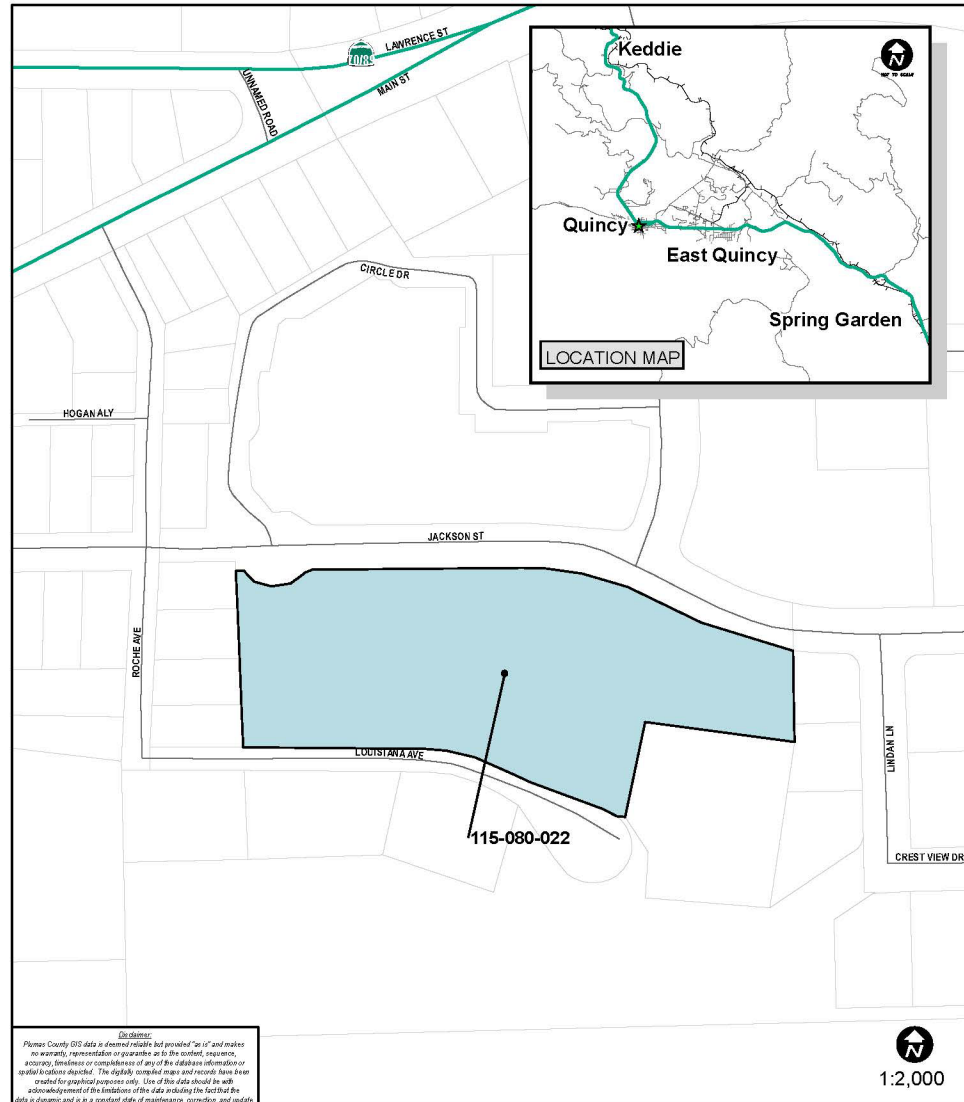 LAWRENCE ST
70/89
UNNAMED ROAD
MAIN ST
Keddie
N
NOT TO SCALE
Quincy
East Quincy
Spring Garden
LOCATION MAP
CIRCLE DR
HOGAN ALY
JACKSON ST
ROCHE AVE
LOUISIANA AVE
LINDAN LN
115-080-022
CREST VIEW DR
Disclaimer:
Plumas County GIS data is deemed reliable but provided "as is" and makes
no warranty, representation or guarantee as to the content, sequence,
accuracy, timeliness or completeness of any of the database information or
spatial locations depicted. The digitally compiled maps and records have been
created for graphical purposes only. Use of this data should be with
acknowledgement of the limitations of the data including the fact that the
data is dynamic and is in a constant state of maintenance, correction, and update
N
1:2,000